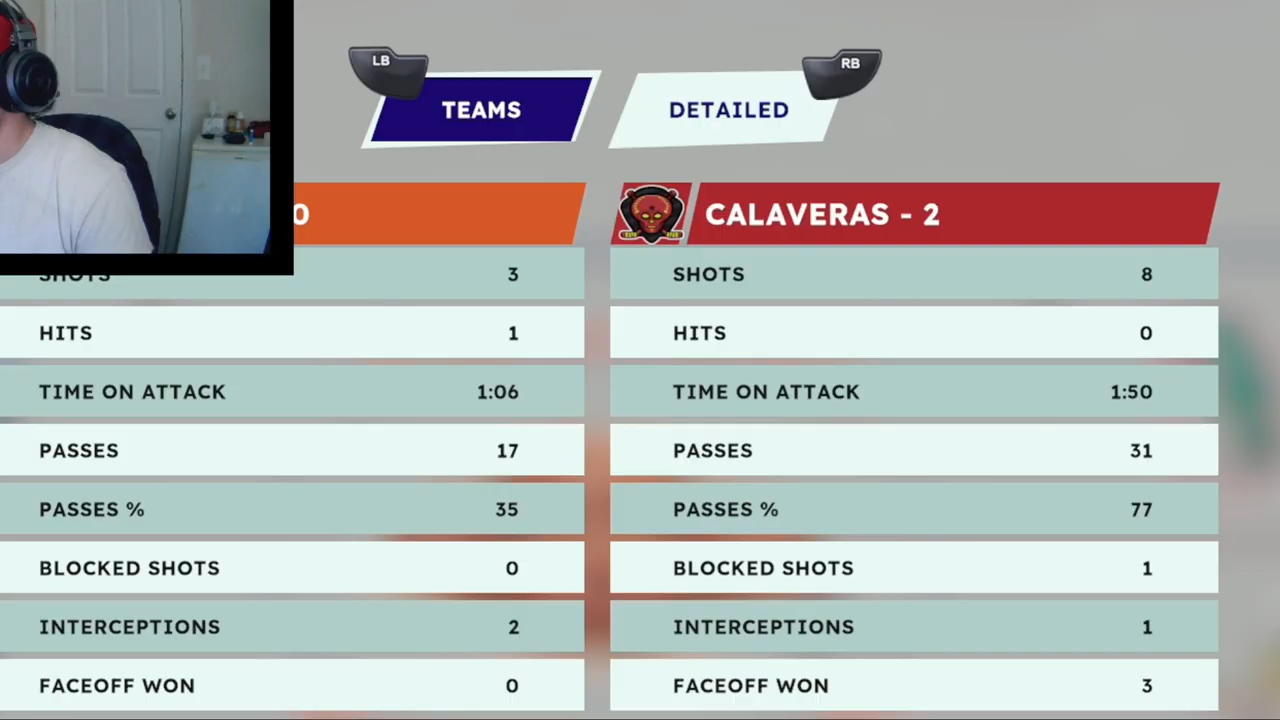 LB
RB
TEAMS
DETAILED
0
CALAVERAS - 2
SHOTS 3
SHOTS 8
HITS 1
HITS 0
TIME ON ATTACK 1:06
TIME ON ATTACK 1:50
PASSES 17
PASSES 31
PASSES % 35
PASSES % 77
BLOCKED SHOTS 0
BLOCKED SHOTS 1
INTERCEPTIONS 2
INTERCEPTIONS 1
FACEOFF WON 0
FACEOFF WON 3